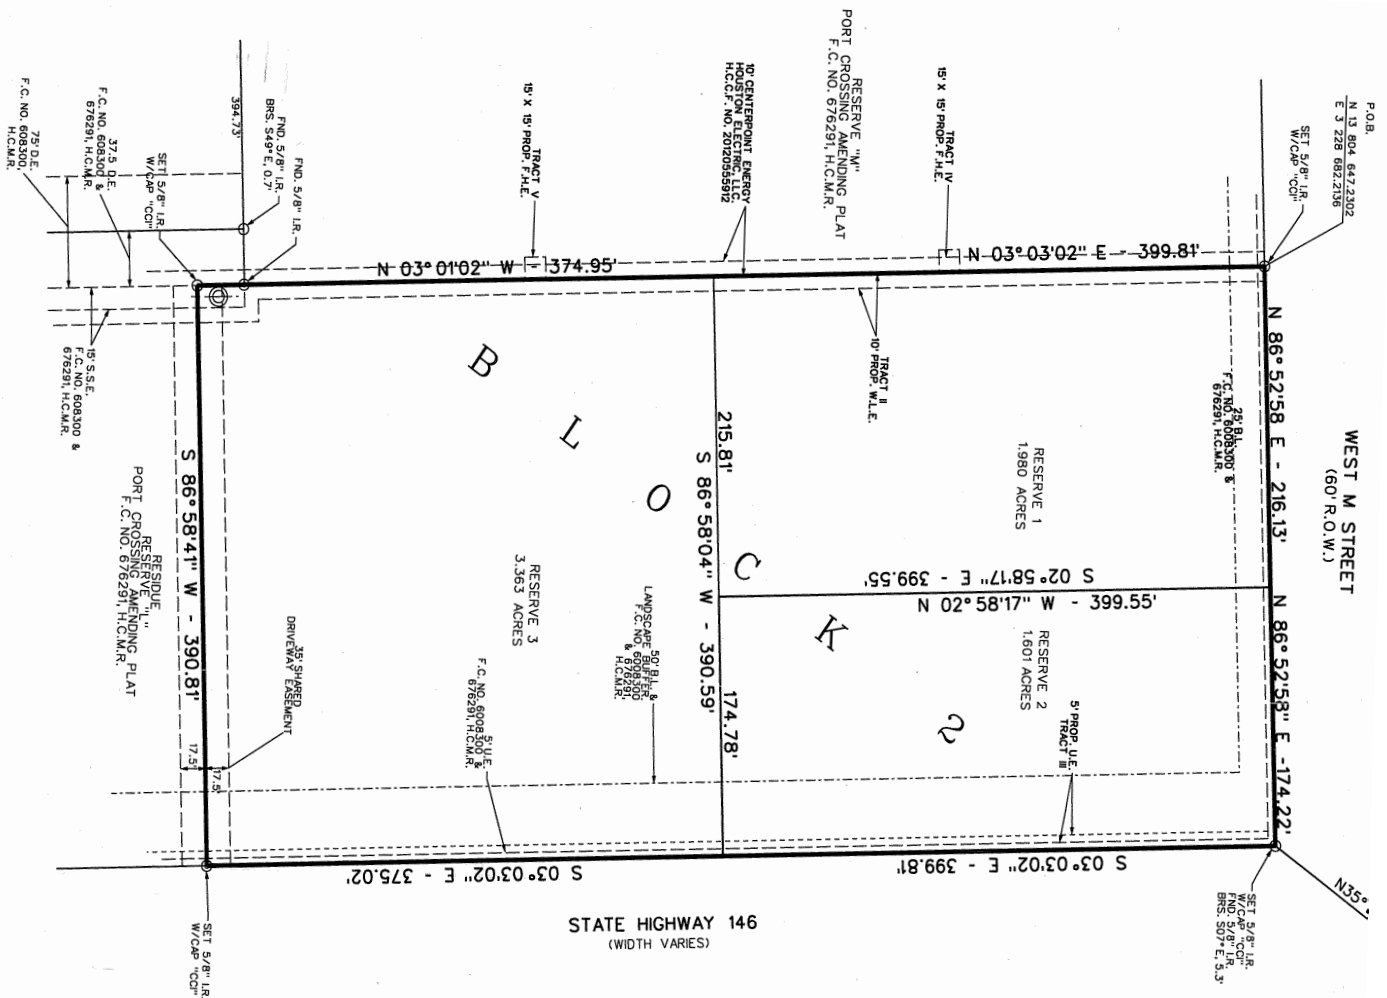 P.O.B.
N 13 804 647.2302
E 3 228 682.2136
SET 5/8" I.R.
W/CAP "CCI"
WEST M STREET
(60' R.O.W.)
N 86°52'58 E - 216.13'
N 86°52'58" E -174.22'
25' B.L.
F.C. NO. 6008300 &
676291, H.C.M.R.
RESERVE "M"
PORT CROSSING AMENDING PLAT
F.C. NO. 676291, H.C.M.R.
TRACT IV
15' X 15' PROP. F.H.E.
10' CENTERPOINT ENERGY
HOUSTON ELECTRIC, LLC.
H.C.C.F. NO. 20120555912
TRACT V
15' X 15' PROP. F.H.E.
N 03°01'02" W - 374.95'
N 03°03'02" E - 399.81'
TRACT II
10' PROP. W.L.E.
RESERVE 1
1.980 ACRES
S 02°58'17" E - 399.55'
N 02°58'17" W - 399.55'
RESERVE 2
1.601 ACRES
5' PROP. U.E.
TRACT III
B L O C K 2
215.81'
174.78'
S 86°58'04" W - 390.59'
RESERVE 3
3.363 ACRES
50' B.L. &
LANDSCAPE BUFFER
F.C. NO. 6008300
& 676291,
H.C.M.R.
5' U.E.
F.C. NO. 6008300 &
676291, H.C.M.R.
35' SHARED
DRIVEWAY EASEMENT
17.5'
17.5'
S 86°58'41" W - 390.81'
RESIDUE
RESERVE "L"
PORT CROSSING AMENDING PLAT
F.C. NO. 676291, H.C.M.R.
FND. 5/8" I.R.
FND. 5/8" I.R.
BRS. S49°E, 0.7'
394.73'
SET 5/8" I.R.
W/CAP "CCI"
37.5 D.E.
F.C. NO. 608300 &
676291, H.C.M.R.
75' D.E.
F.C. NO. 608300,
H.C.M.R.
15' S.S.E.
F.C. NO. 608300 &
676291, H.C.M.R.
S 03°03'02" E - 375.02'
S 03°03'02" E - 399.81'
STATE HIGHWAY 146
(WIDTH VARIES)
SET 5/8" I.R.
W/CAP "CCI"
SET 5/8" I.R.
W/CAP "CCI"
FND. 5/8" I.R.
BRS. S07°E, 5.3'
N35°